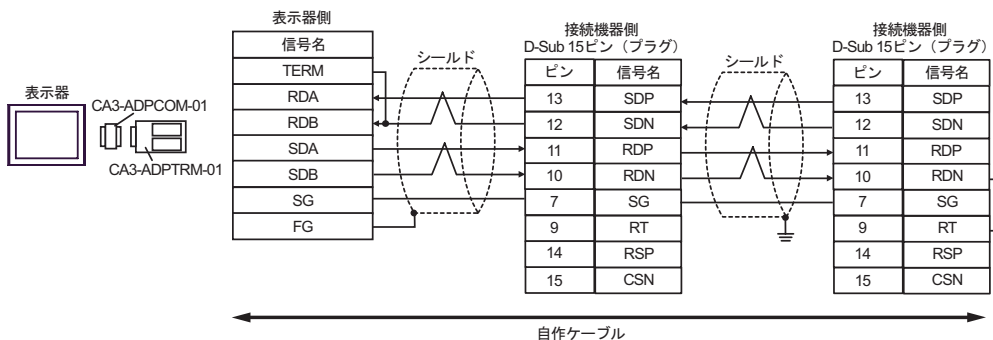 表示器
CA3-ADPCOM-01
CA3-ADPTRM-01
表示器側
信号名
TERM
RDA
RDB
SDA
SDB
SG
FG
シールド
接続機器側
D-Sub 15ピン（プラグ）
ピン 信号名
13 SDP
12 SDN
11 RDP
10 RDN
7 SG
9 RT
14 RSP
15 CSN
シールド
接続機器側
D-Sub 15ピン（プラグ）
ピン 信号名
13 SDP
12 SDN
11 RDP
10 RDN
7 SG
9 RT
14 RSP
15 CSN
自作ケーブル